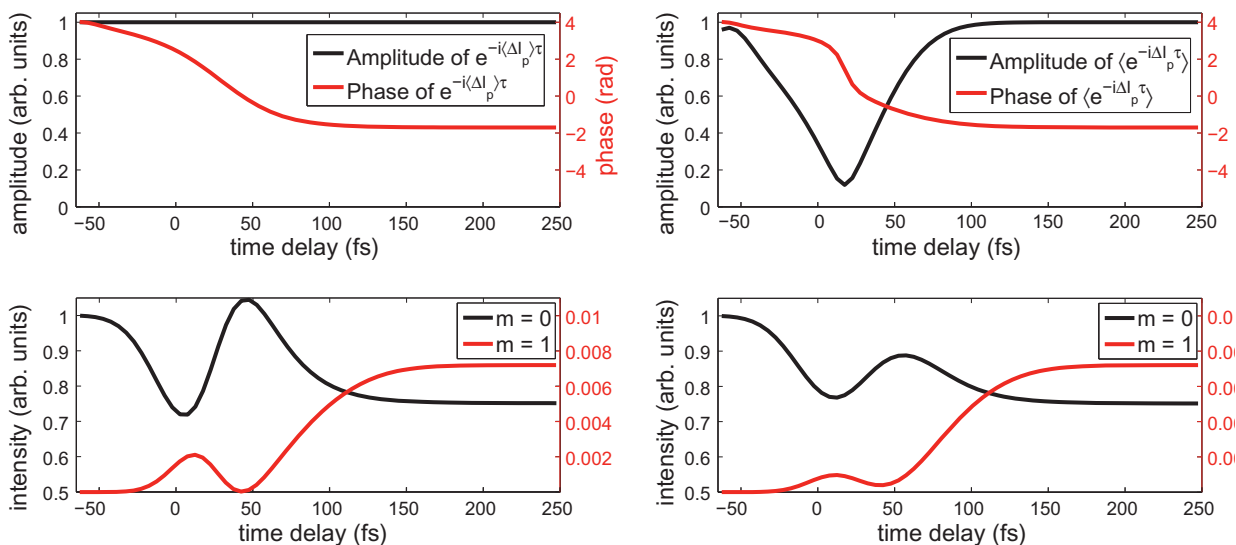 amplitude (arb. units)
1
0.8
0.6
0.4
0.2
0
4
2
0
−2
−4
phase (rad)
Amplitude of e^{−i⟨ΔI_p⟩τ}
Phase of e^{−i⟨ΔI_p⟩τ}
−50 0 50 100 150 200 250
time delay (fs)
amplitude (arb. units)
1
0.8
0.6
0.4
0.2
0
4
2
0
−2
−4
Amplitude of ⟨e^{−iΔI_p τ}⟩
Phase of ⟨e^{−iΔI_p τ}⟩
−50 0 50 100 150 200 250
time delay (fs)
intensity (arb. units)
1
0.9
0.8
0.7
0.6
0.5
0.01
0.008
0.006
0.004
0.002
m = 0
m = 1
−50 0 50 100 150 200 250
time delay (fs)
intensity (arb. units)
1
0.9
0.8
0.7
0.6
0.5
m = 0
m = 1
−50 0 50 100 150 200 250
time delay (fs)